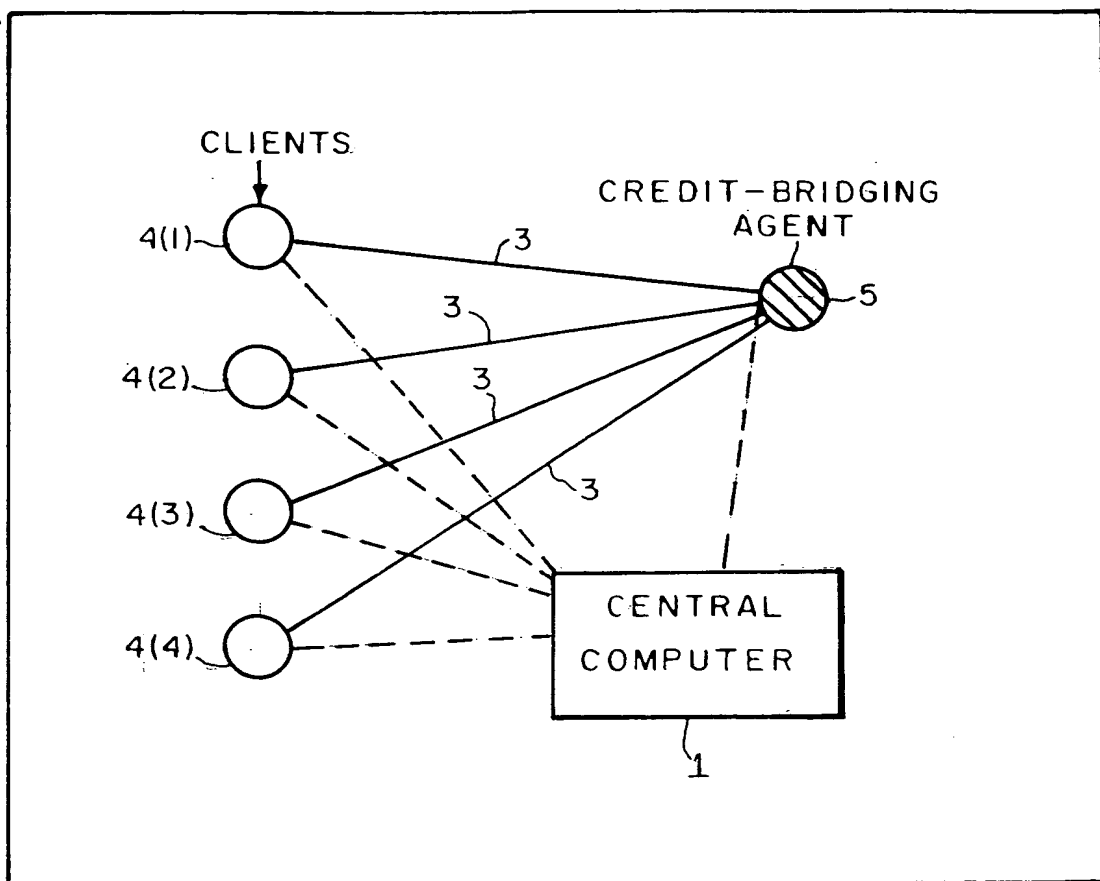 CLIENTS
CREDIT-BRIDGING
AGENT
4(1)
3
5
3
4(2)
3
3
4(3)
CENTRAL
COMPUTER
4(4)
1